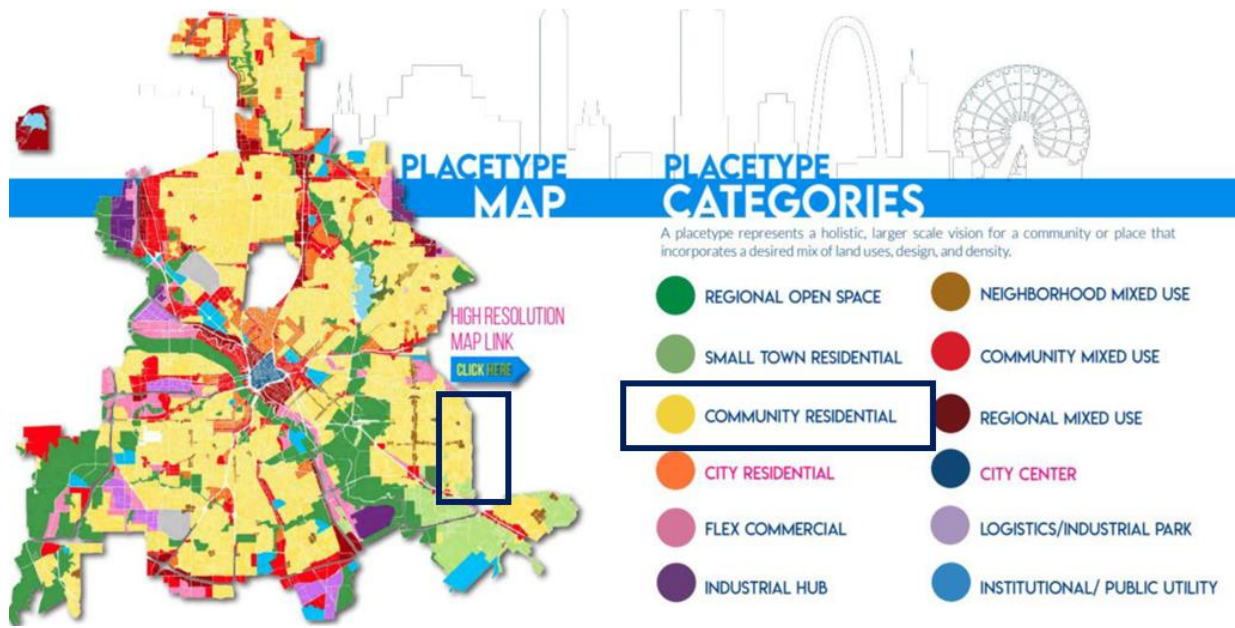 PLACETYPE
MAP
HIGH RESOLUTION
MAP LINK
CLICK HERE
PLACETYPE
CATEGORIES
A placetype represents a holistic, larger scale vision for a community or place that
incorporates a desired mix of land uses, design, and density.
REGIONAL OPEN SPACE
SMALL TOWN RESIDENTIAL
COMMUNITY RESIDENTIAL
CITY RESIDENTIAL
FLEX COMMERCIAL
INDUSTRIAL HUB
NEIGHBORHOOD MIXED USE
COMMUNITY MIXED USE
REGIONAL MIXED USE
CITY CENTER
LOGISTICS/INDUSTRIAL PARK
INSTITUTIONAL/ PUBLIC UTILITY